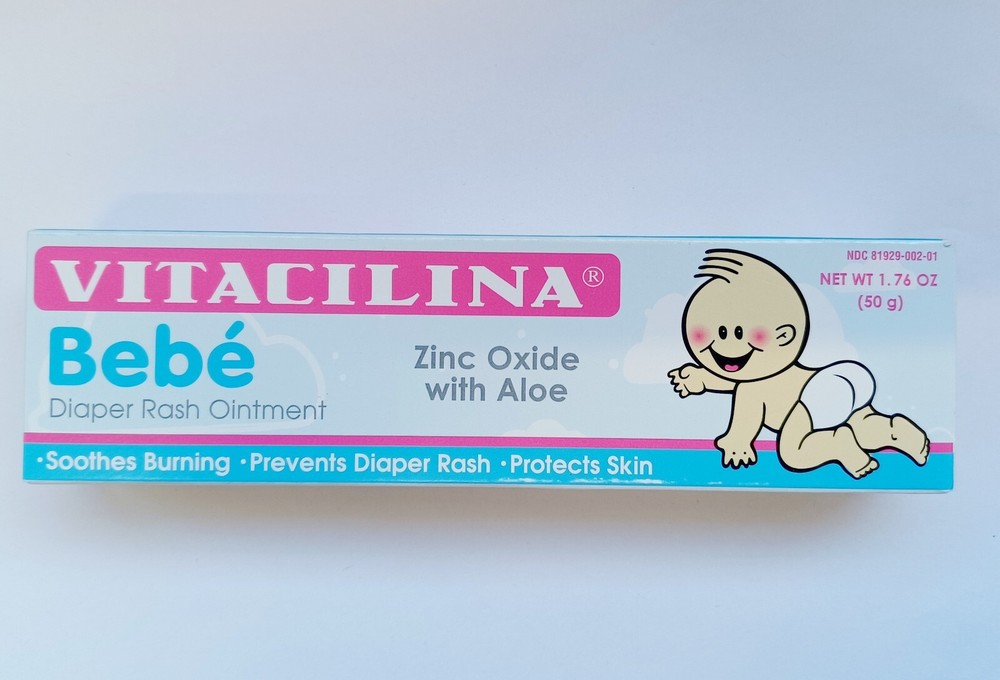 VITACILINA®
Bebé
Diaper Rash Ointment
Zinc Oxide
with Aloe
NDC 81929-002-01
NET WT 1.76 OZ
(50 g)
•Soothes Burning •Prevents Diaper Rash •Protects Skin